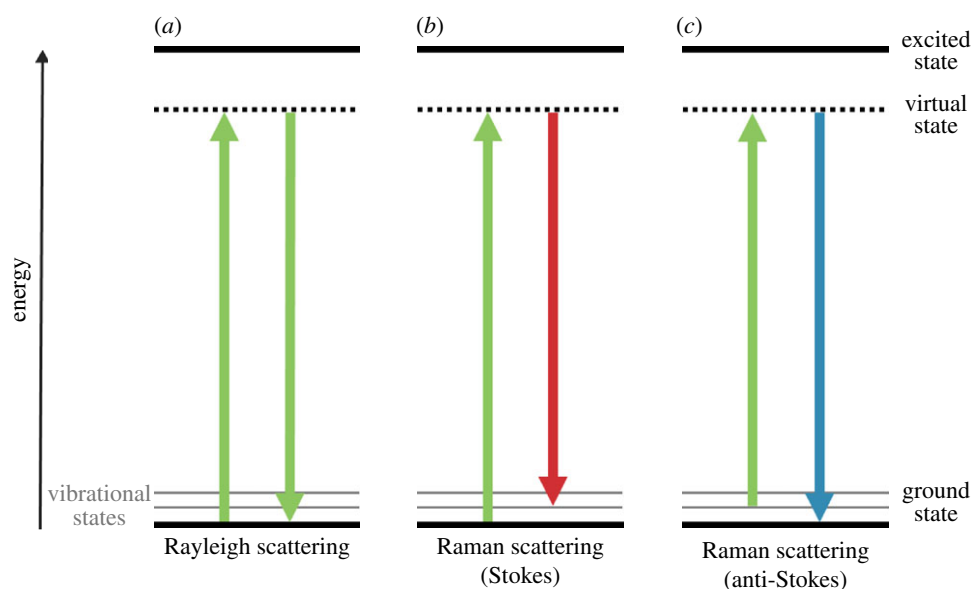 (a)
(b)
(c)
excited
state
virtual
state
energy
vibrational
states
ground
state
Rayleigh scattering
Raman scattering
(Stokes)
Raman scattering
(anti-Stokes)